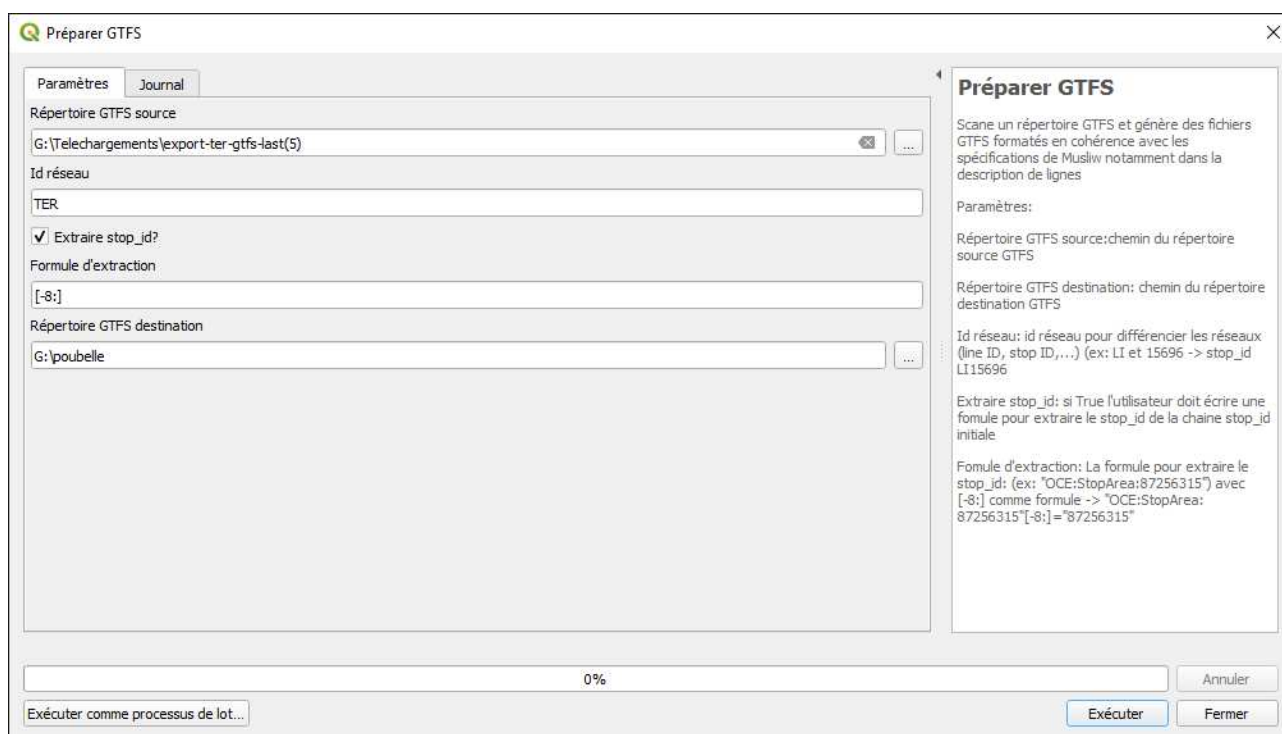 Préparer GTFS
Paramètres
Journal
Répertoire GTFS source
G:\Telechargements\export-ter-gtfs-last(5)
...
Id réseau
TER
Extraire stop_id?
Formule d'extraction
[-8:]
Répertoire GTFS destination
G:\poubelle
...
Préparer GTFS
Scane un répertoire GTFS et génère des fichiers
GTFS formatés en cohérence avec les
spécifications de Musliw notamment dans la
description de lignes
Paramètres:
Répertoire GTFS source:chemin du répertoire
source GTFS
Répertoire GTFS destination: chemin du répertoire
destination GTFS
Id réseau: id réseau pour différencier les réseaux
(line ID, stop ID,...) (ex: LI et 15696 -> stop_id
LI15696
Extraire stop_id: si True l'utilisateur doit écrire une
fomule pour extraire le stop_id de la chaine stop_id
initiale
Fomule d'extraction: La formule pour extraire le
stop_id: (ex: "OCE:StopArea:87256315") avec
[-8:] comme formule -> "OCE:StopArea:
87256315"[-8:]="87256315"
0%
Annuler
Exécuter comme processus de lot...
Exécuter
Fermer